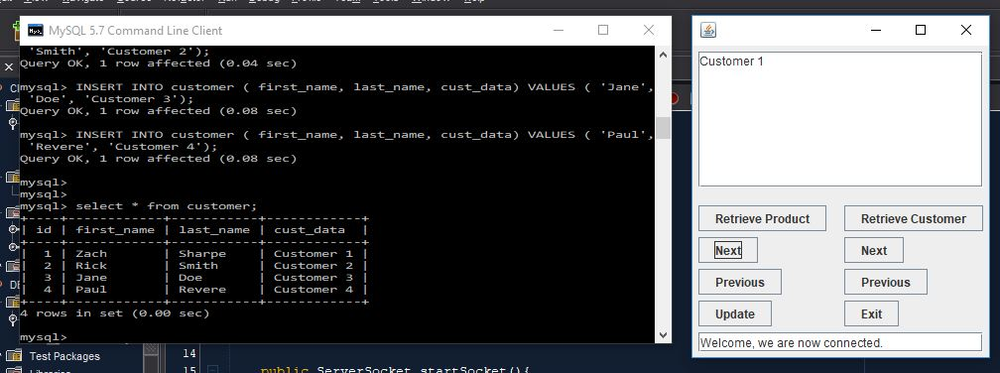 MySQL 5.7 Command Line Client
'Smith', 'Customer 2');
Query OK, 1 row affected (0.04 sec)
mysql> INSERT INTO customer ( first_name, last_name, cust_data) VALUES ( 'Jane',
'Doe', 'Customer 3');
Query OK, 1 row affected (0.08 sec)
mysql> INSERT INTO customer ( first_name, last_name, cust_data) VALUES ( 'Paul',
'Revere', 'Customer 4');
Query OK, 1 row affected (0.08 sec)
mysql>
mysql>
mysql> select * from customer;
+----+------------+-----------+------------+
| id | first_name | last_name | cust_data |
+----+------------+-----------+------------+
| 1 | Zach | Sharpe | Customer 1 |
| 2 | Rick | Smith | Customer 2 |
| 3 | Jane | Doe | Customer 3 |
| 4 | Paul | Revere | Customer 4 |
+----+------------+-----------+------------+
4 rows in set (0.00 sec)
mysql>
Test Packages
14
15 public ServerSocket startSocket(){
Customer 1
Retrieve Product Retrieve Customer
Next Next
Previous Previous
Update Exit
Welcome, we are now connected.